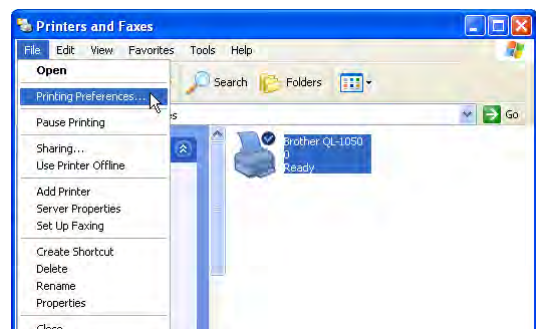 Printers and Faxes
File Edit View Favorites Tools Help
Open
Printing Preferences...
Pause Printing
Sharing...
Use Printer Offline
Add Printer
Server Properties
Set Up Faxing
Create Shortcut
Delete
Rename
Properties
Close
Search Folders
es Go
Brother QL-1050
0
Ready